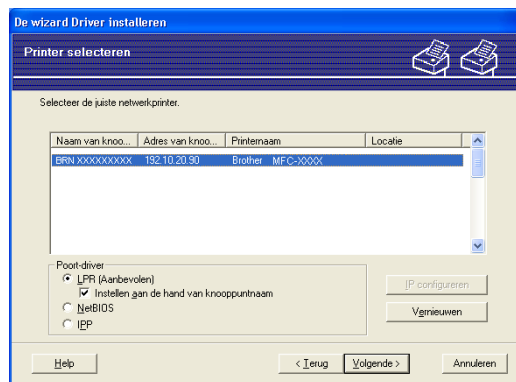 De wizard Driver installeren
Printer selecteren
Selecteer de juiste netwerkprinter.
Naam van knoo... Adres van knoo... Printernaam Locatie
BRN XXXXXXXXX 192.10.20.90 Brother MFC-XXXX
Poort-driver
LPR (Aanbevolen)
Instellen aan de hand van knooppuntnaam
NetBIOS
IPP
IP configureren
Vernieuwen
Help
< Terug
Volgende >
Annuleren